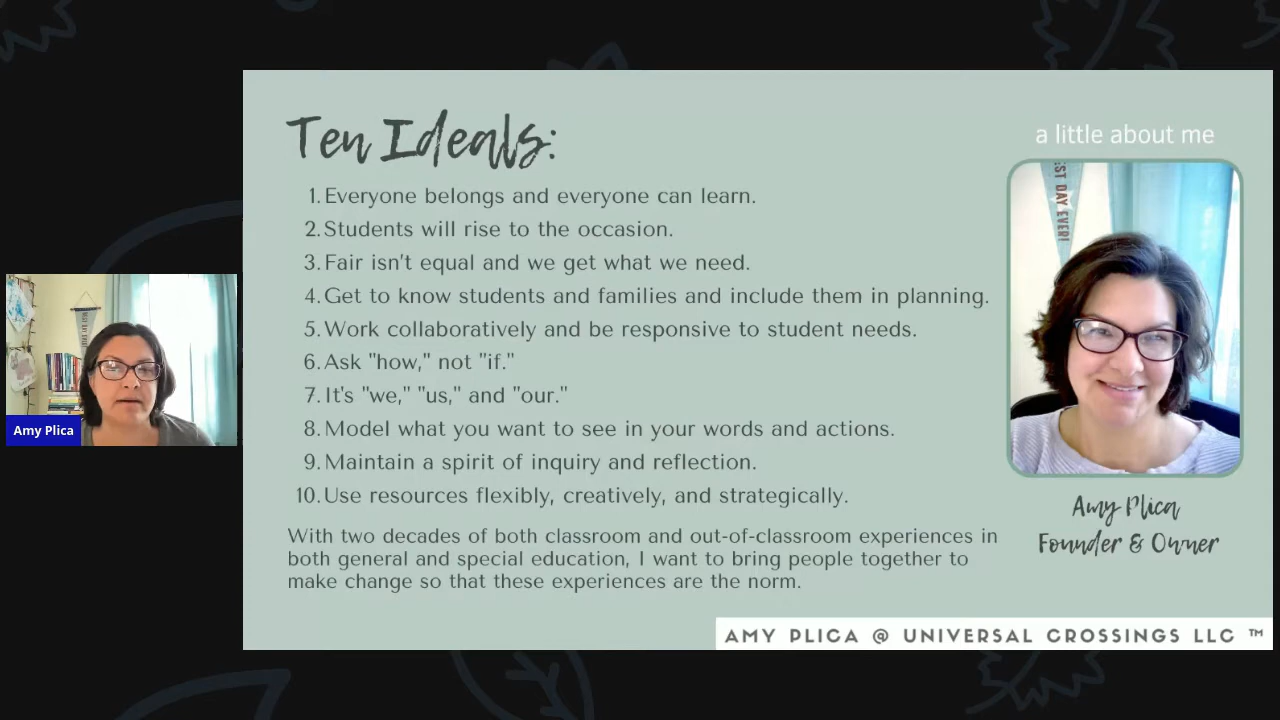 Ten Ideals:
a little about me
1. Everyone belongs and everyone can learn.
2. Students will rise to the occasion.
3. Fair isn't equal and we get what we need.
4. Get to know students and families and include them in planning.
5. Work collaboratively and be responsive to student needs.
6. Ask "how," not "if."
7. It's "we," "us," and "our."
8. Model what you want to see in your words and actions.
9. Maintain a spirit of inquiry and reflection.
10. Use resources flexibly, creatively, and strategically.
With two decades of both classroom and out-of-classroom experiences in
both general and special education, I want to bring people together to
make change so that these experiences are the norm.
DAY EVER!
Amy Plica
Founder & Owner
AMY PLICA @ UNIVERSAL CROSSINGS LLC ™
Amy Plica